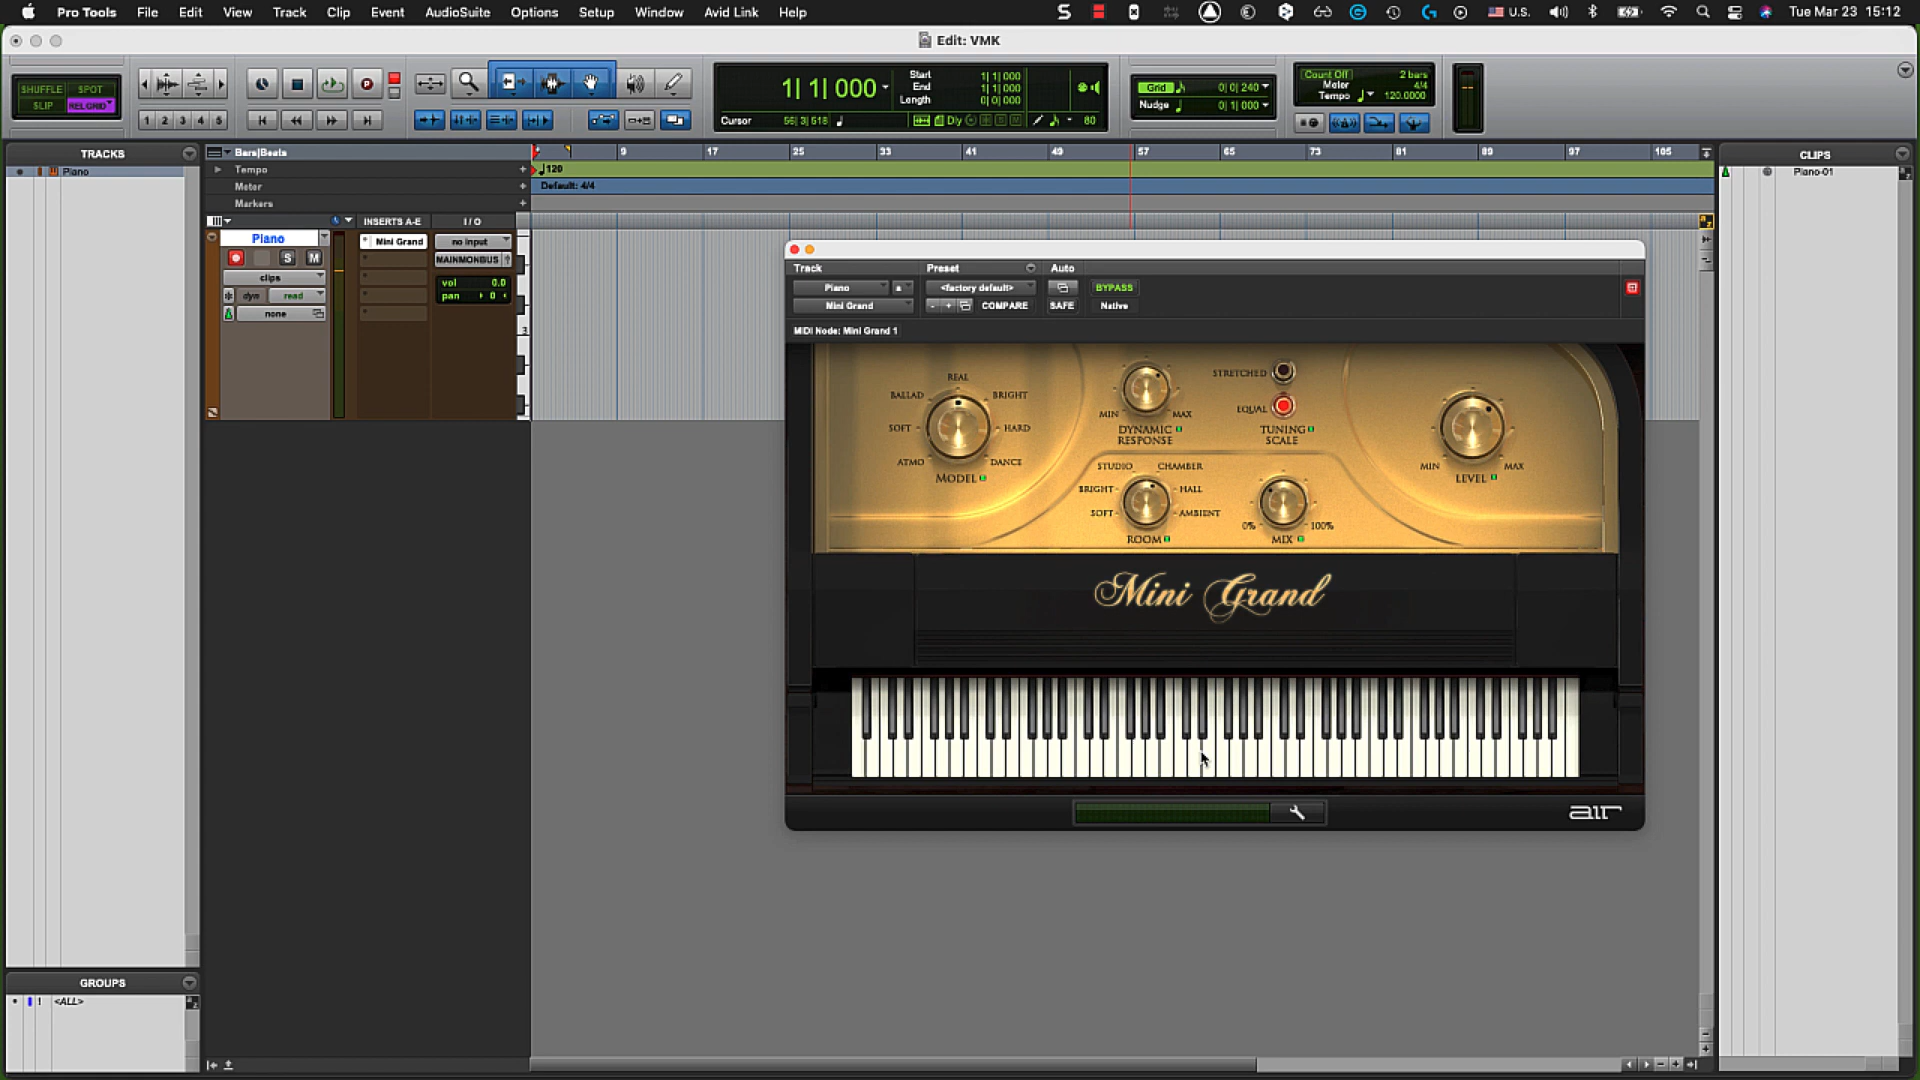 Pro Tools File Edit View Track Clip Event AudioSuite Options Setup Window Avid Link Help U.S. Tue Mar 23 15:12
Edit: VMK
SHUFFLE SPOT
SLIP REL GRID
1 2 3 4 5
1| 1| 000
Start 1| 1| 000
End 1| 1| 000
Length 0| 0| 000
Cursor 56| 3| 518
Dly
80
Grid 0| 0| 240
Nudge 0| 1| 000
Count Off 2 bars
Meter 4/4
Tempo 120.0000
TRACKS
Piano
Bars|Beats
9 17 25 33 41 49 57 65 73 81 89 97 105
Tempo
120
Meter
Default: 4/4
Markers
INSERTS A-E I/O
Piano
Mini Grand
no input
S M
MAINMONBUS
clips
vol 0.0
dyn read
pan 0
none
3
CLIPS
Piano-01
Track Preset Auto
Piano a <factory default> BYPASS
Mini Grand - + COMPARE SAFE Native
MIDI Node: Mini Grand 1
REAL
BALLAD BRIGHT
SOFT HARD
ATMO DANCE
MODEL
MIN MAX
DYNAMIC
RESPONSE
STRETCHED
EQUAL
TUNING
SCALE
MIN MAX
LEVEL
STUDIO CHAMBER
BRIGHT HALL
SOFT AMBIENT
ROOM
0% 100%
MIX
Mini Grand
air
GROUPS
! <ALL>